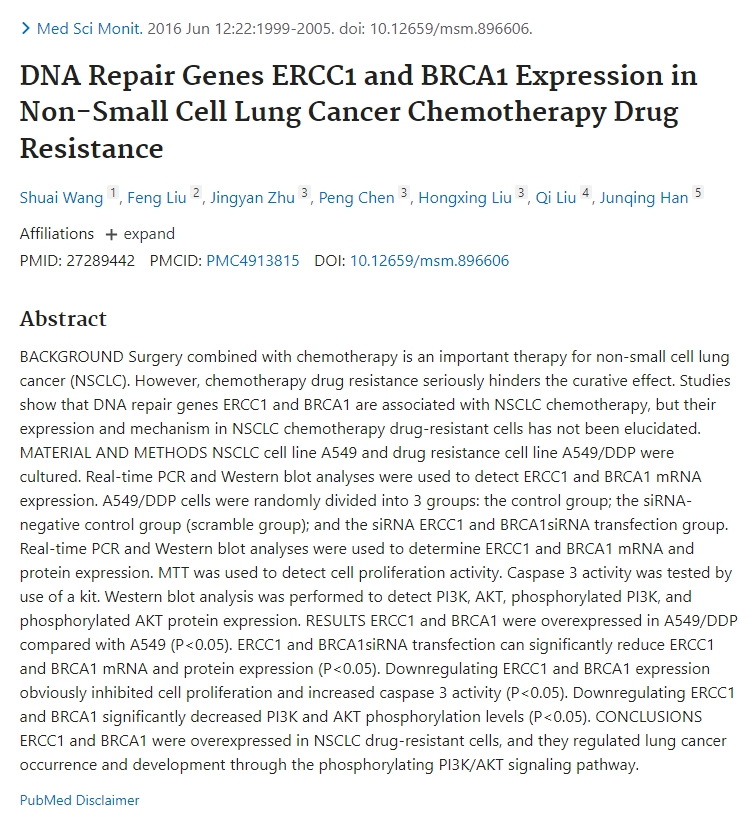 Med Sci Monit. 2016 Jun 12:22:1999-2005. doi: 10.12659/msm.896606.
DNA Repair Genes ERCC1 and BRCA1 Expression in
Non-Small Cell Lung Cancer Chemotherapy Drug
Resistance
Shuai Wang 1, Feng Liu 2, Jingyan Zhu 3, Peng Chen 3, Hongxing Liu 3, Qi Liu 4, Junqing Han 5
Affiliations + expand
PMID: 27289442 PMCID: PMC4913815 DOI: 10.12659/msm.896606
Abstract
BACKGROUND Surgery combined with chemotherapy is an important therapy for non-small cell lung
cancer (NSCLC). However, chemotherapy drug resistance seriously hinders the curative effect. Studies
show that DNA repair genes ERCC1 and BRCA1 are associated with NSCLC chemotherapy, but their
expression and mechanism in NSCLC chemotherapy drug-resistant cells has not been elucidated.
MATERIAL AND METHODS NSCLC cell line A549 and drug resistance cell line A549/DDP were
cultured. Real-time PCR and Western blot analyses were used to detect ERCC1 and BRCA1 mRNA
expression. A549/DDP cells were randomly divided into 3 groups: the control group; the siRNA-
negative control group (scramble group); and the siRNA ERCC1 and BRCA1siRNA transfection group.
Real-time PCR and Western blot analyses were used to determine ERCC1 and BRCA1 mRNA and
protein expression. MTT was used to detect cell proliferation activity. Caspase 3 activity was tested by
use of a kit. Western blot analysis was performed to detect PI3K, AKT, phosphorylated PI3K, and
phosphorylated AKT protein expression. RESULTS ERCC1 and BRCA1 were overexpressed in A549/DDP
compared with A549 (P<0.05). ERCC1 and BRCA1siRNA transfection can significantly reduce ERCC1
and BRCA1 mRNA and protein expression (P<0.05). Downregulating ERCC1 and BRCA1 expression
obviously inhibited cell proliferation and increased caspase 3 activity (P<0.05). Downregulating ERCC1
and BRCA1 significantly decreased PI3K and AKT phosphorylation levels (P<0.05). CONCLUSIONS
ERCC1 and BRCA1 were overexpressed in NSCLC drug-resistant cells, and they regulated lung cancer
occurrence and development through the phosphorylating PI3K/AKT signaling pathway.
PubMed Disclaimer